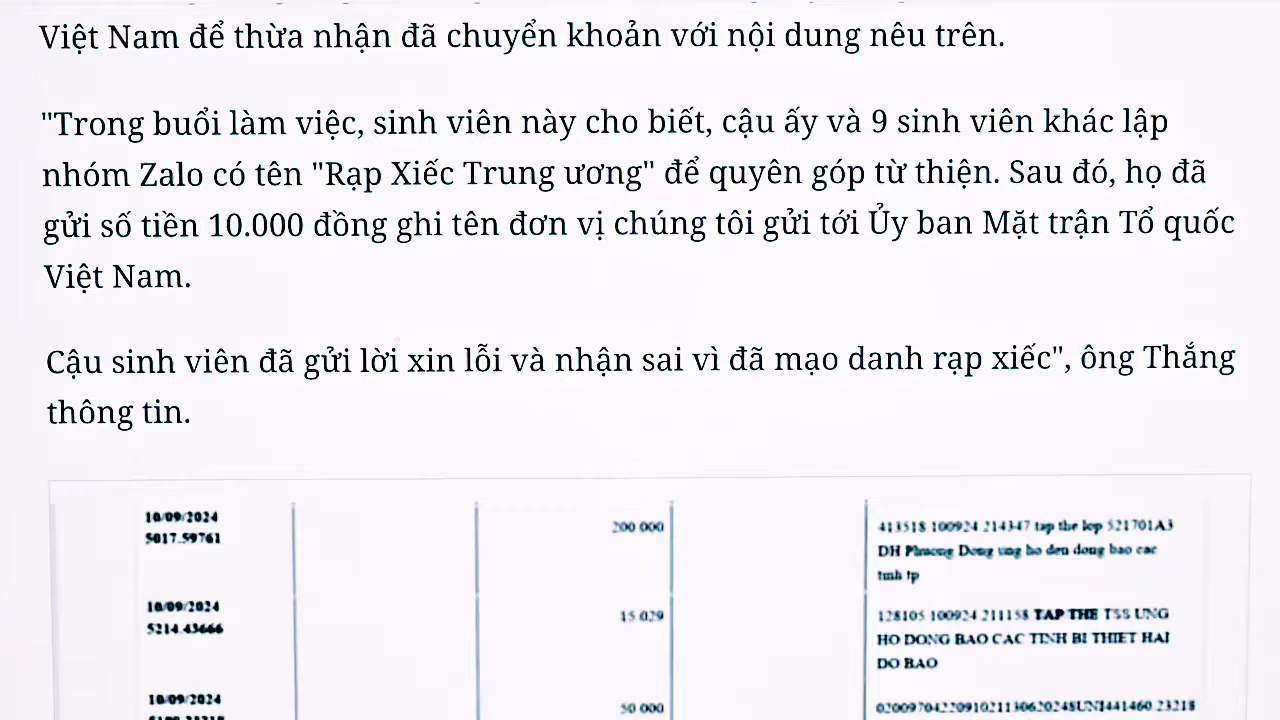 Việt Nam để thừa nhận đã chuyển khoản với nội dung nêu trên.
"Trong buổi làm việc, sinh viên này cho biết, cậu ấy và 9 sinh viên khác lập
nhóm Zalo có tên "Rạp Xiếc Trung ương" để quyên góp từ thiện. Sau đó, họ đã
gửi số tiền 10.000 đồng ghi tên đơn vị chúng tôi gửi tới Ủy ban Mặt trận Tổ quốc
Việt Nam.
Cậu sinh viên đã gửi lời xin lỗi và nhận sai vì đã mạo danh rạp xiếc", ông Thắng
thông tin.
10/09/2024
5017.59761
200.000
413518 100924 214347 tap the lop 521701A3
DH Phuong Dong ung ho den dong bao cac
tinh tp
10/09/2024
5214.43666
15.029
128105 100924 211158 TAP THE TSS UNG
HO DONG BAO CAC TINH BI THIET HAI
DO BAO
10/09/2024
50.000